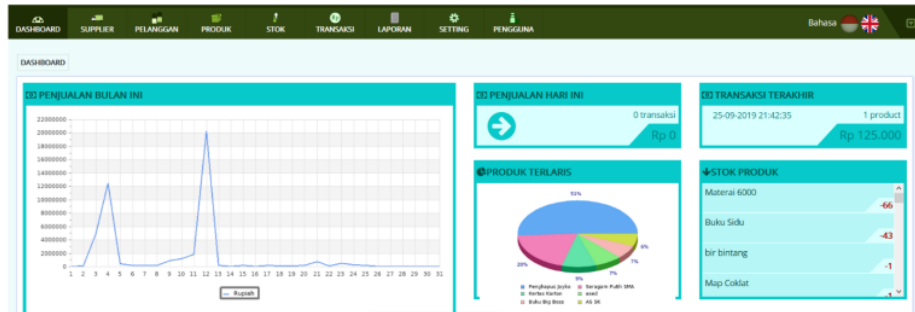 DASHBOARD SUPPLIER PELANGGAN PRODUK STOK TRANSAKSI LAPORAN SETTING PENGGUNA
Bahasa
DASHBOARD
PENJUALAN BULAN INI
22000000
20000000
18000000
16000000
14000000
12000000
10000000
8000000
6000000
4000000
2000000
0
1 2 3 4 5 6 7 8 9 10 11 12 13 14 15 16 17 18 19 20 21 22 23 24 25 26 27 28 29 30 31
Rupiah
PENJUALAN HARI INI
0 transaksi
Rp 0
TRANSAKSI TERAKHIR
25-09-2019 21:42:35 1 product
Rp 125.000
PRODUK TERLARIS
51%
20%
9%
7%
7%
6%
Penghapus Joyko Seragam Putih SMA
Kertas Karton
Buku Big Boss AS SK
STOK PRODUK
Materai 6000
-66
Buku Sidu
-43
bir bintang
-1
Map Coklat
-1